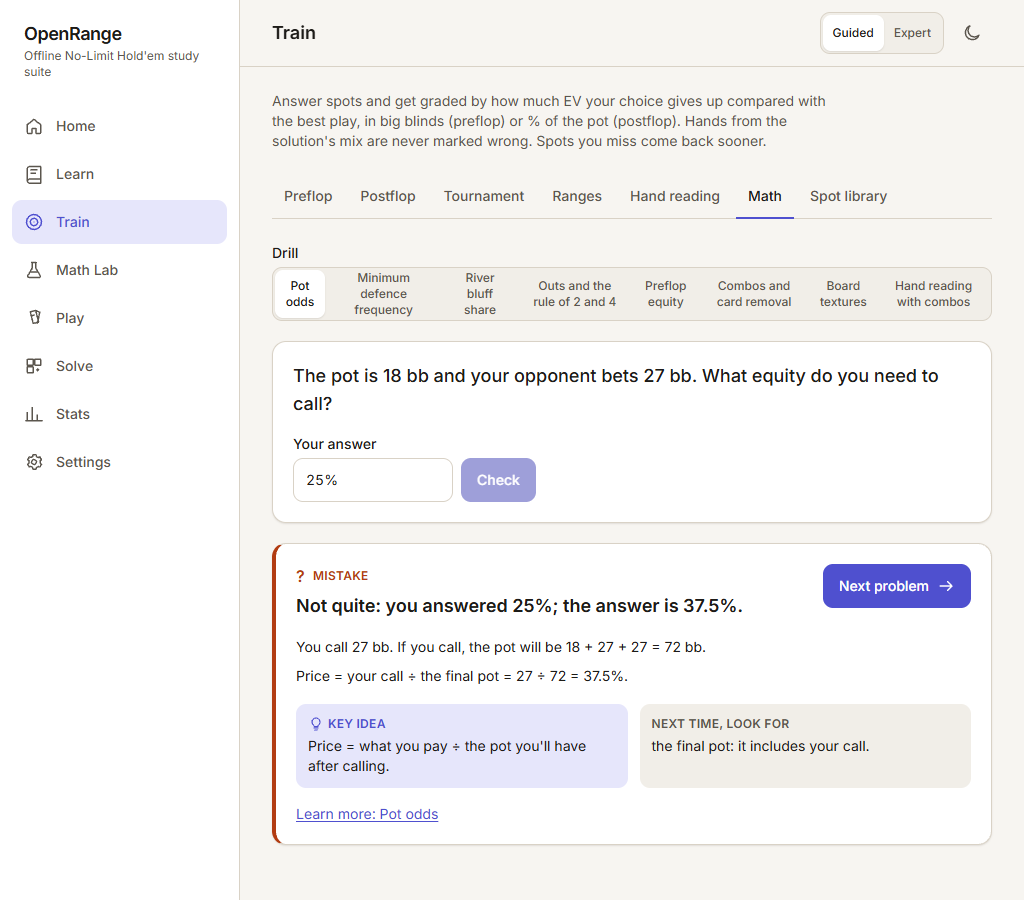 OpenRange
Offline No-Limit Hold'em study
suite
Home
Learn
Train
Math Lab
Play
Solve
Stats
Settings
Train
Guided
Expert
Answer spots and get graded by how much EV your choice gives up compared with
the best play, in big blinds (preflop) or % of the pot (postflop). Hands from the
solution's mix are never marked wrong. Spots you miss come back sooner.
Preflop
Postflop
Tournament
Ranges
Hand reading
Math
Spot library
Drill
Pot
odds
Minimum
defence
frequency
River
bluff
share
Outs and the
rule of 2 and 4
Preflop
equity
Combos and
card removal
Board
textures
Hand reading
with combos
The pot is 18 bb and your opponent bets 27 bb. What equity do you need to
call?
Your answer
25%
Check
? MISTAKE
Next problem →
Not quite: you answered 25%; the answer is 37.5%.
You call 27 bb. If you call, the pot will be 18 + 27 + 27 = 72 bb.
Price = your call ÷ the final pot = 27 ÷ 72 = 37.5%.
KEY IDEA
Price = what you pay ÷ the pot you'll have
after calling.
NEXT TIME, LOOK FOR
the final pot: it includes your call.
Learn more: Pot odds